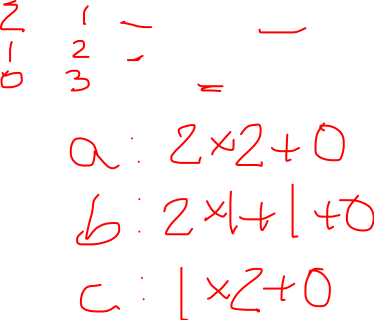 2 1 - -
1 2 -
0 3 =
a: 2×2+0
b: 2×1+1+0
c: 1×2+0